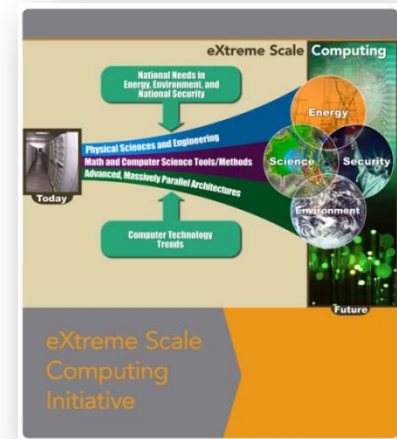 eXtreme Scale Computing
National Needs in
Energy, Environment, and
National Security
Energy
Physical Sciences and Engineering
Math and Computer Science Tools/Methods
Advanced, Massively Parallel Architectures
Science
Security
Today
Environment
Computer Technology
Trends
Future
eXtreme Scale
Computing
Initiative